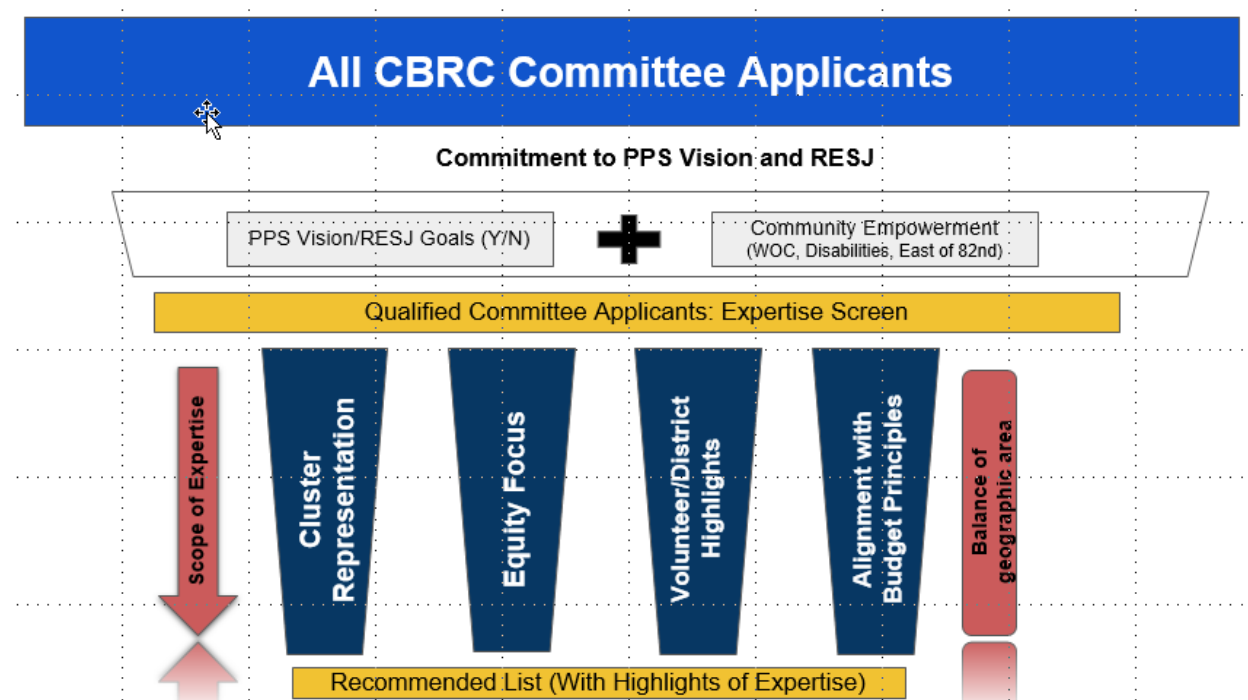 All CBRC Committee Applicants
Commitment to PPS Vision and RESJ
PPS Vision/RESJ Goals (Y/N)
Community Empowerment
(WOC, Disabilities, East of 82nd)
Qualified Committee Applicants: Expertise Screen
Scope of Expertise
Cluster
Representation
Equity Focus
Volunteer/District
Highlights
Alignment with
Budget Principles
Balance of
geographic area
Recommended List (With Highlights of Expertise)